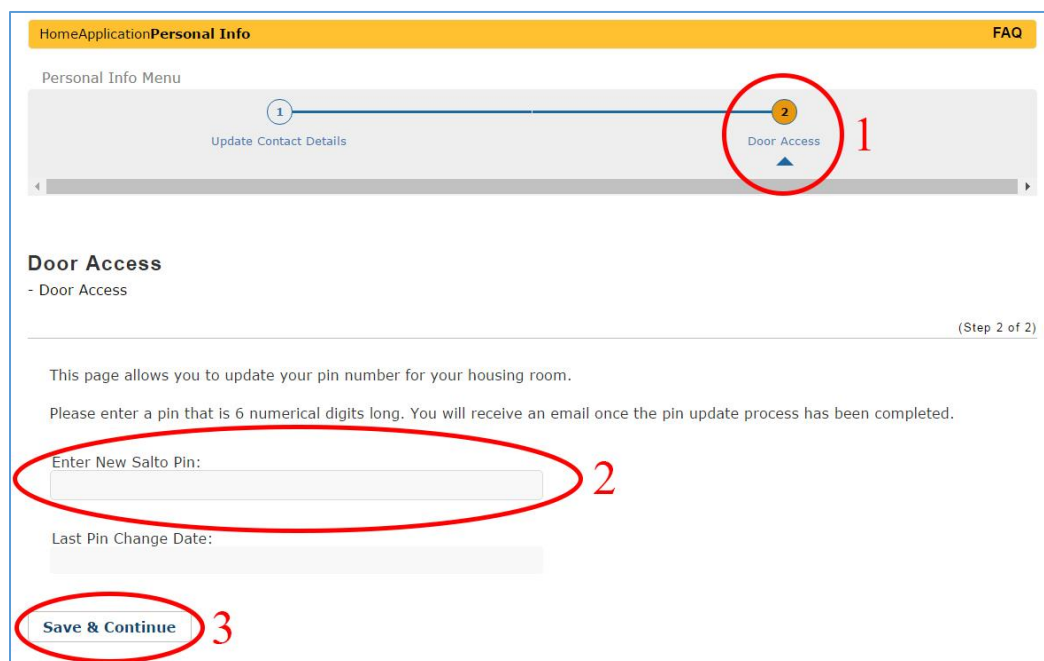 HomeApplicationPersonal Info FAQ
Personal Info Menu
1 2
Update Contact Details Door Access
1
Door Access
- Door Access
(Step 2 of 2)
This page allows you to update your pin number for your housing room.
Please enter a pin that is 6 numerical digits long. You will receive an email once the pin update process has been completed.
Enter New Salto Pin:
2
Last Pin Change Date:
Save & Continue 3